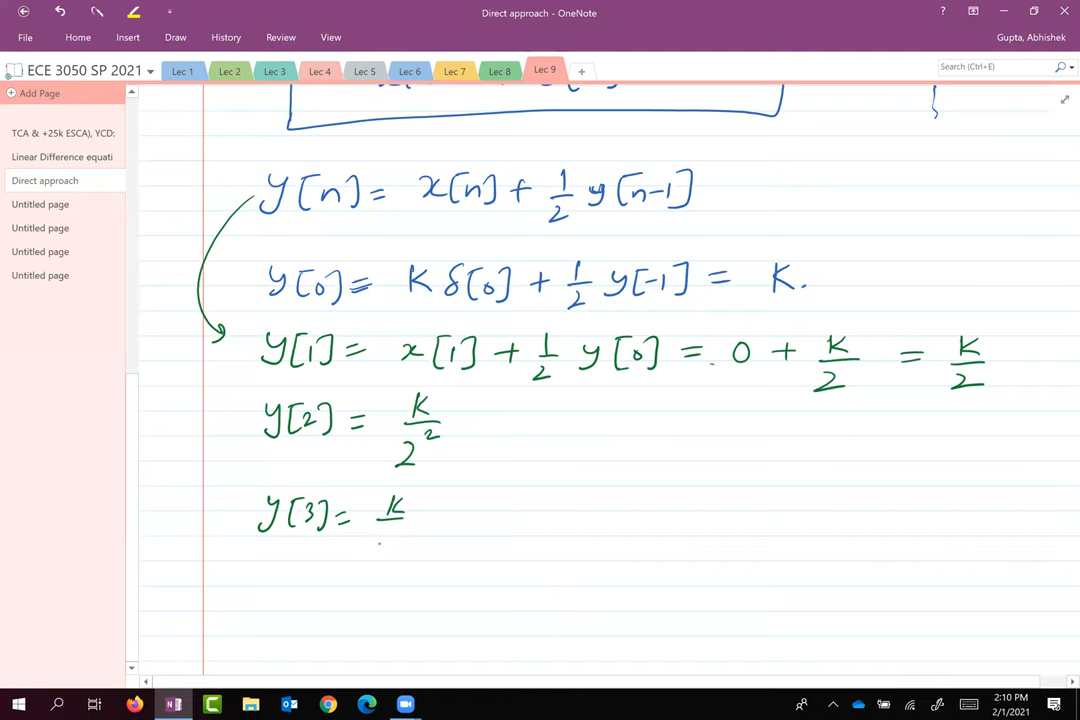 Direct approach - OneNote
?
File Home Insert Draw History Review View
Gupta, Abhishek
ECE 3050 SP 2021
Lec 1 Lec 2 Lec 3 Lec 4 Lec 5 Lec 6 Lec 7 Lec 8 Lec 9 +
Search (Ctrl+E)
Add Page
TCA & +25k ESCA), YCD:
Linear Difference equati
Direct approach
Untitled page
Untitled page
Untitled page
Untitled page
y[n] = x[n] + 1/2 y[n-1]
y[0] = K δ[0] + 1/2 y[-1] = K.
y[1] = x[1] + 1/2 y[0] = 0 + K/2 = K/2
y[2] = K/2²
y[3] = K
2:10 PM
2/1/2021